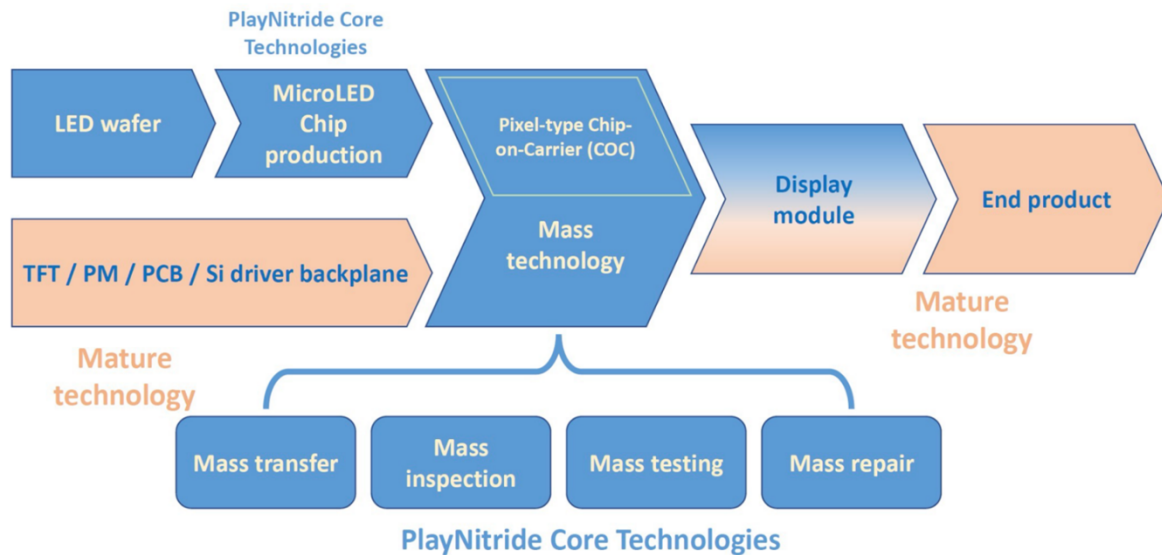 PlayNitride Core
Technologies
LED wafer
MicroLED
Chip
production
Pixel-type Chip-
on-Carrier (COC)
Mass
technology
Display
module
End product
TFT / PM / PCB / Si driver backplane
Mature
technology
Mature
technology
Mass transfer
Mass
inspection
Mass testing
Mass repair
PlayNitride Core Technologies